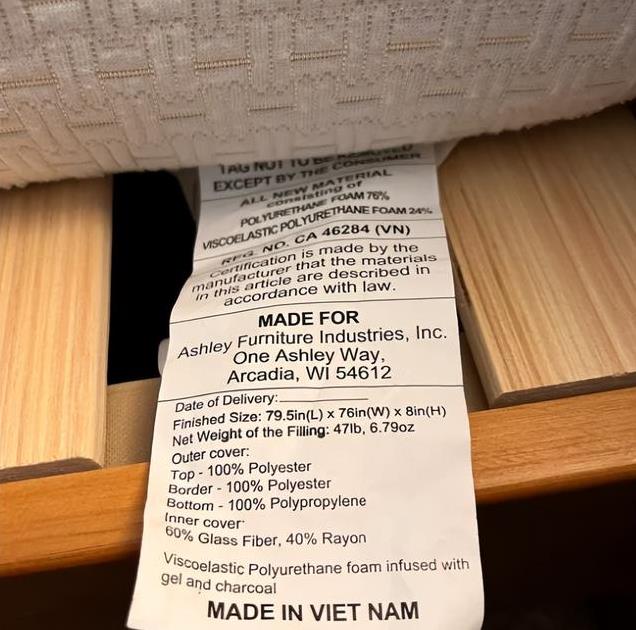 TAG NOT TO BE REMOVED
EXCEPT BY THE CONSUMER
ALL NEW MATERIAL
consisting of
POLYURETHANE FOAM 76%
VISCOELASTIC POLYURETHANE FOAM 24%
REG. NO. CA 46284 (VN)
Certification is made by the
manufacturer that the materials
in this article are described in
accordance with law.
MADE FOR
Ashley Furniture Industries, Inc.
One Ashley Way,
Arcadia, WI 54612
Date of Delivery:
Finished Size: 79.5in(L) x 76in(W) x 8in(H)
Net Weight of the Filling: 47lb, 6.79oz
Outer cover:
Top - 100% Polyester
Border - 100% Polyester
Bottom - 100% Polypropylene
Inner cover:
60% Glass Fiber, 40% Rayon
Viscoelastic Polyurethane foam infused with
gel and charcoal
MADE IN VIET NAM